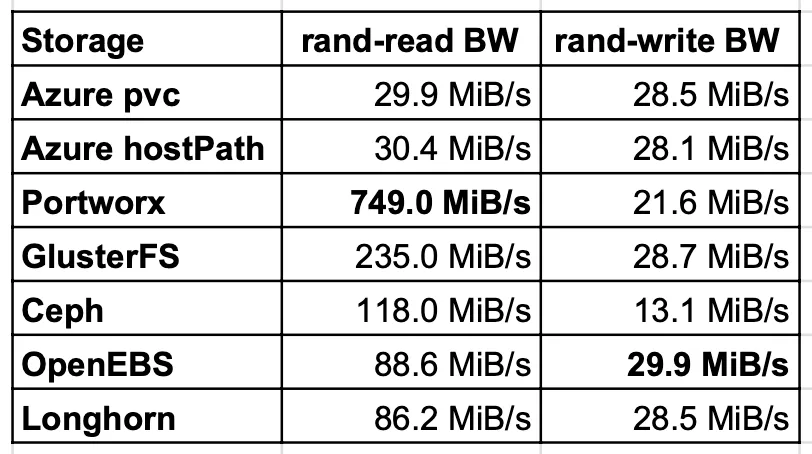 Storage rand-read BW rand-write BW
Azure pvc 29.9 MiB/s 28.5 MiB/s
Azure hostPath 30.4 MiB/s 28.1 MiB/s
Portworx 749.0 MiB/s 21.6 MiB/s
GlusterFS 235.0 MiB/s 28.7 MiB/s
Ceph 118.0 MiB/s 13.1 MiB/s
OpenEBS 88.6 MiB/s 29.9 MiB/s
Longhorn 86.2 MiB/s 28.5 MiB/s